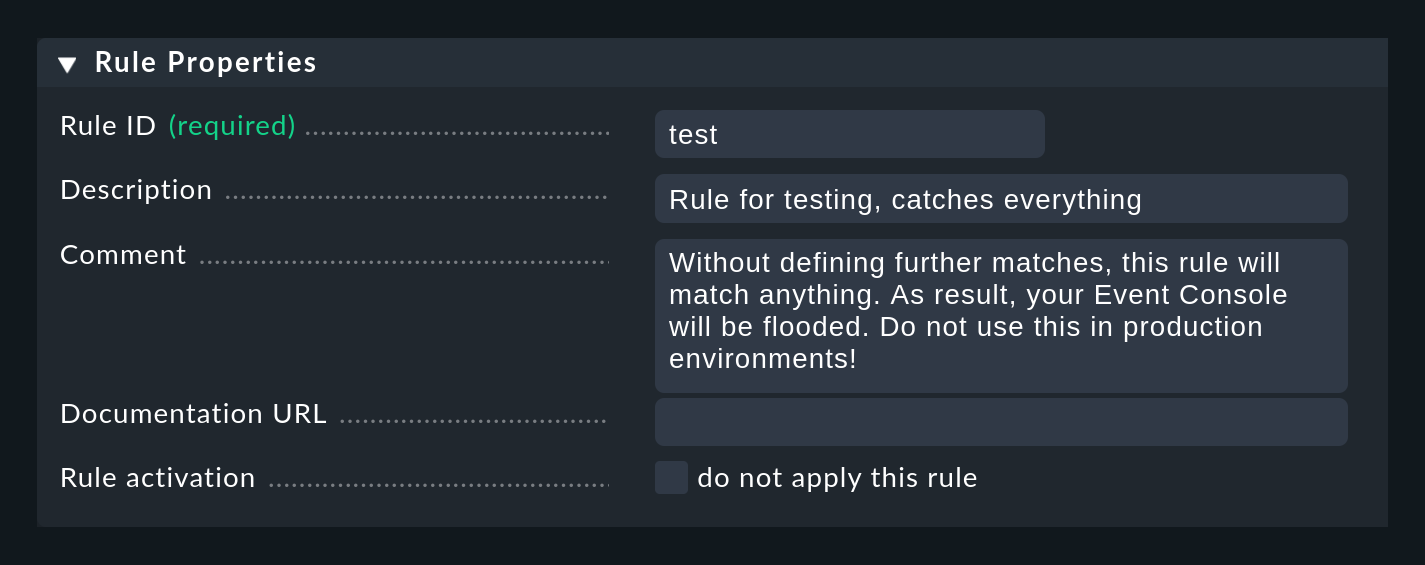 Rule Properties
Rule ID (required)
test
Description
Rule for testing, catches everything
Comment
Without defining further matches, this rule will
match anything. As result, your Event Console
will be flooded. Do not use this in production
environments!
Documentation URL
Rule activation
do not apply this rule